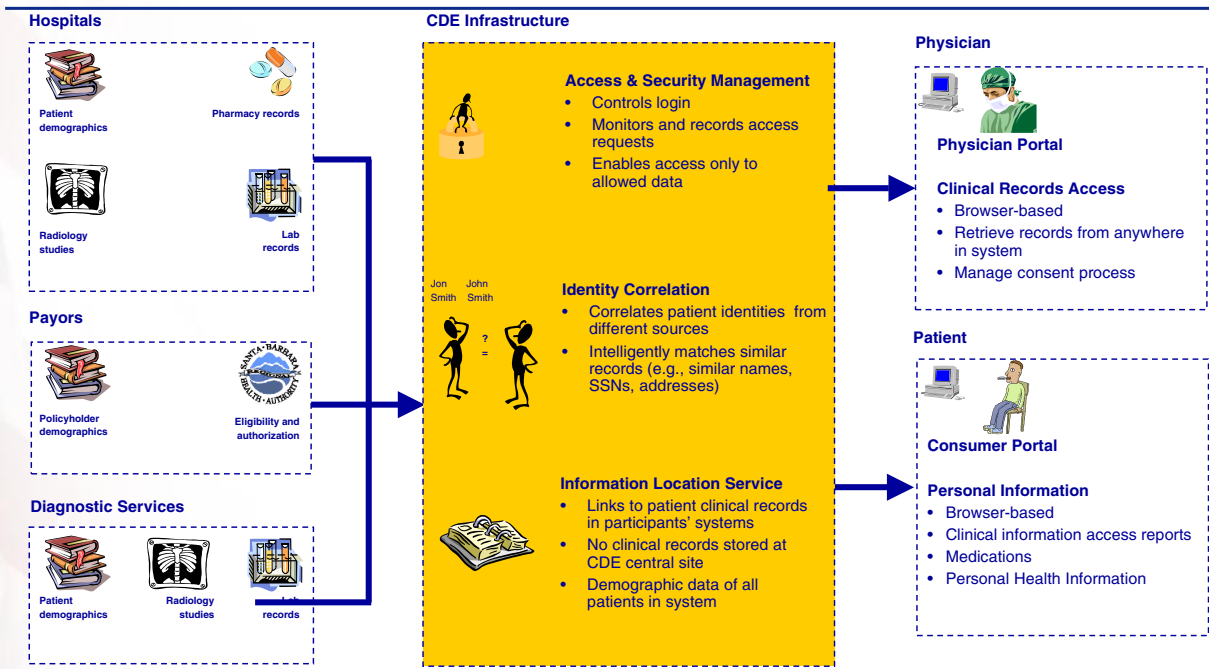 Hospitals
Patient
demographics
Pharmacy records
Radiology
studies
Lab
records
Payors
SANTA · BARBARA
REGIONAL
HEALTH · AUTHORITY
Policyholder
demographics
Eligibility and
authorization
Diagnostic Services
Patient
demographics
Radiology
studies
Lab
records
CDE Infrastructure
Access & Security Management
• Controls login
• Monitors and records access
requests
• Enables access only to
allowed data
Jon John
Smith Smith
?
=
Identity Correlation
• Correlates patient identities from
different sources
• Intelligently matches similar
records (e.g., similar names,
SSNs, addresses)
Information Location Service
• Links to patient clinical records
in participants’ systems
• No clinical records stored at
CDE central site
• Demographic data of all
patients in system
Physician
Physician Portal
Clinical Records Access
• Browser-based
• Retrieve records from anywhere
in system
• Manage consent process
Patient
Consumer Portal
Personal Information
• Browser-based
• Clinical information access reports
• Medications
• Personal Health Information